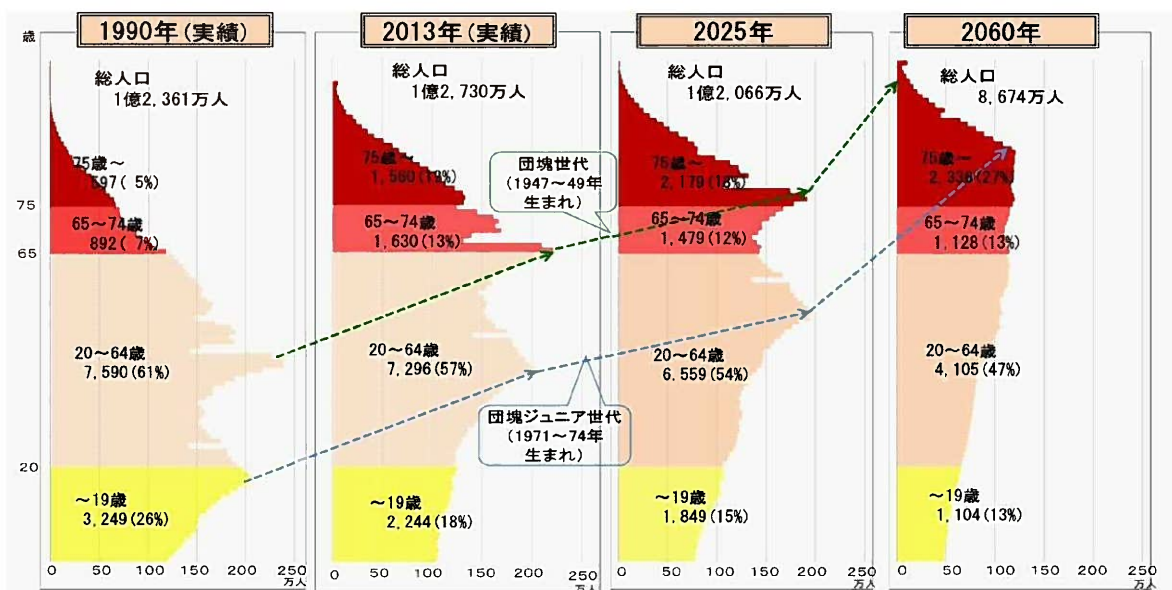 1990年(実績)
2013年(実績)
2025年
2060年
歳
総人口
1億2,361万人
75歳～
597( 5%)
65～74歳
892( 7%)
20～64歳
7,590(61%)
～19歳
3,249(26%)
75
65
20
0 50 100 150 200 250
万人
総人口
1億2,730万人
75歳～
1,560(12%)
65～74歳
1,630(13%)
20～64歳
7,296(57%)
～19歳
2,244(18%)
0 50 100 150 200 250
万人
団塊世代
(1947～49年
生まれ)
団塊ジュニア世代
(1971～74年
生まれ)
総人口
1億2,066万人
75歳～
2,179(18%)
65～74歳
1,479(12%)
20～64歳
6,559(54%)
～19歳
1,849(15%)
0 50 100 150 200 250
万人
総人口
8,674万人
75歳～
2,336(27%)
65～74歳
1,128(13%)
20～64歳
4,105(47%)
～19歳
1,104(13%)
0 50 100 150 200 250
万人